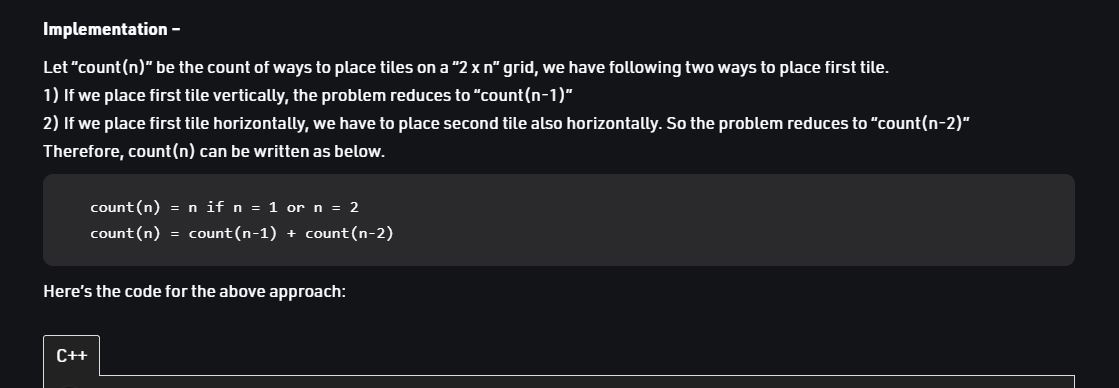 Implementation –
Let “count(n)” be the count of ways to place tiles on a “2 x n” grid, we have following two ways to place first tile.
1) If we place first tile vertically, the problem reduces to “count(n-1)”
2) If we place first tile horizontally, we have to place second tile also horizontally. So the problem reduces to “count(n-2)”
Therefore, count(n) can be written as below.
count(n) = n if n = 1 or n = 2
count(n) = count(n-1) + count(n-2)
Here’s the code for the above approach:
C++